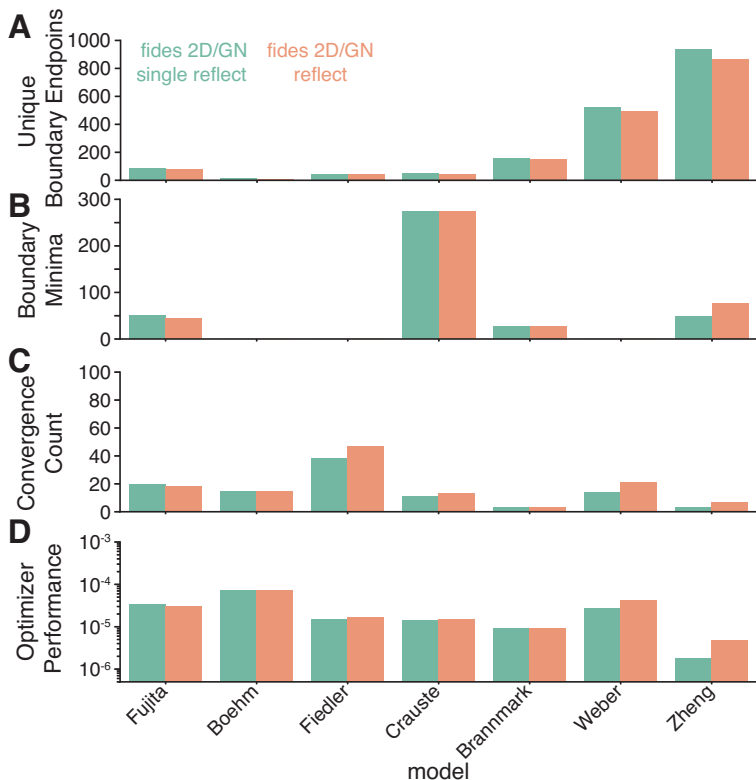 A
Unique
Boundary Endpoins
1000
800
600
400
200
0
fides 2D/GN
single reflect
fides 2D/GN
reflect
B
Boundary
Minima
300
200
100
0
C
Convergence
Count
100
80
60
40
20
0
D
Optimizer
Performance
10⁻³
10⁻⁴
10⁻⁵
10⁻⁶
Fujita
Boehm
Fiedler
Crauste
Brannmark
Weber
Zheng
model